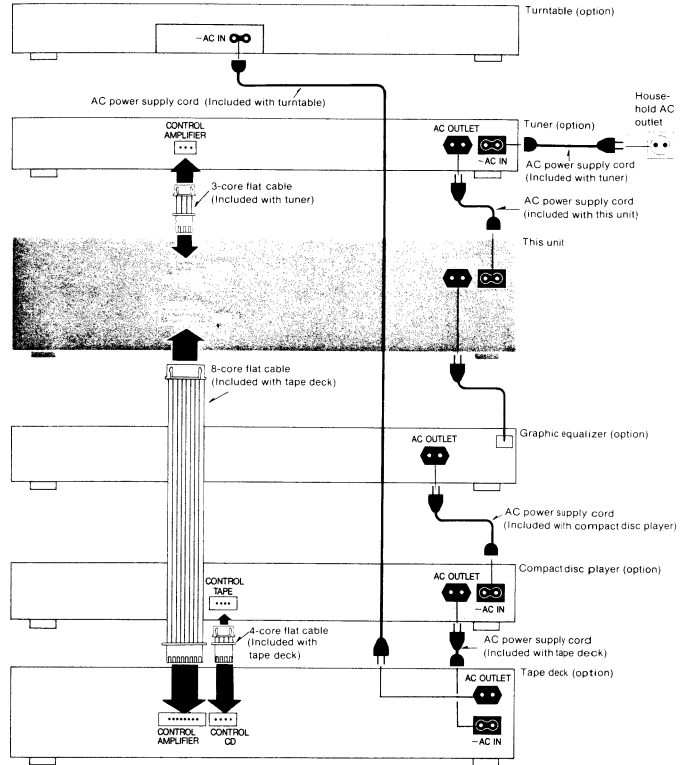 Turntable (option)
~AC IN
AC power supply cord (Included with turntable)
House-
hold AC
outlet
CONTROL
AMPLIFIER
AC OUTLET
Tuner (option)
~AC IN
AC power supply cord
(Included with tuner)
3-core flat cable
(Included with tuner)
AC power supply cord
(included with this unit)
This unit
8-core flat cable
(Included with tape deck)
Graphic equalizer (option)
AC OUTLET
AC power supply cord
(Included with compact disc player)
Compact disc player (option)
CONTROL
TAPE
AC OUTLET
~AC IN
4-core flat cable
(Included with
tape deck)
AC power supply cord
(Included with tape deck)
Tape deck (option)
AC OUTLET
CONTROL
AMPLIFIER
CONTROL
CD
~AC IN